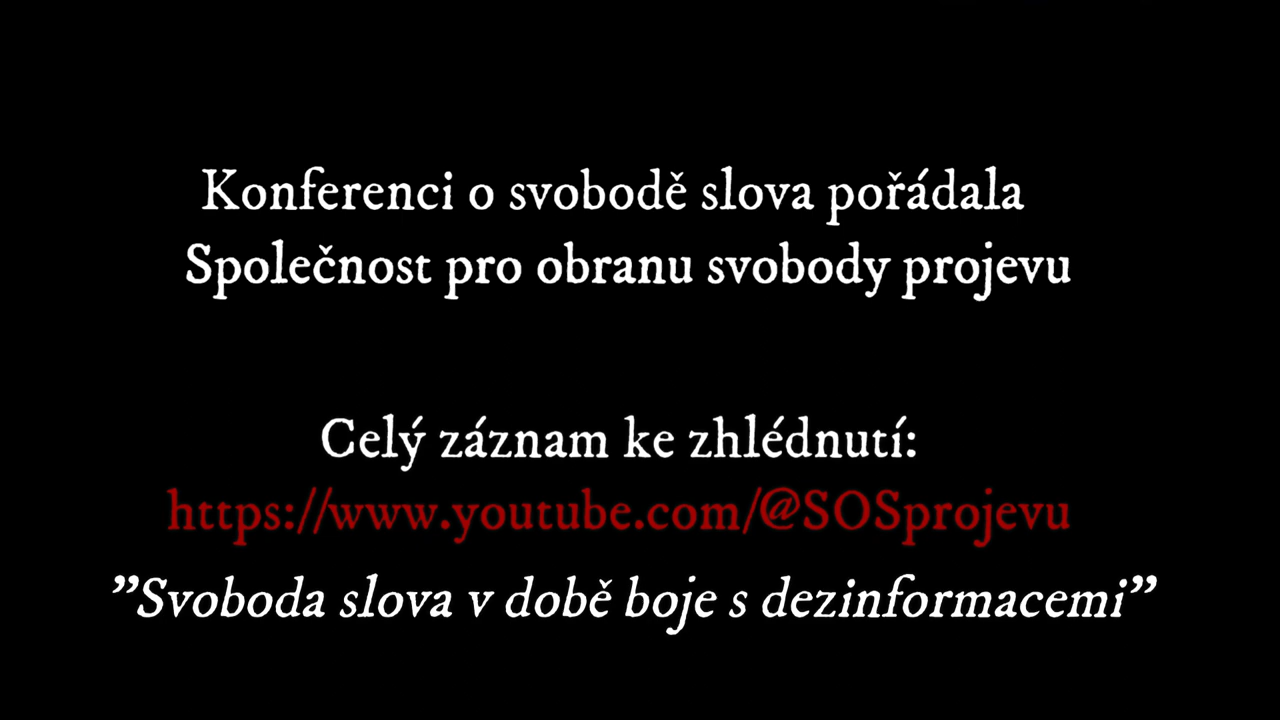 Konferenci o svobodě slova pořádala
Společnost pro obranu svobody projevu
Celý záznam ke zhlédnutí:
https://www.youtube.com/@SOSprojevu
”Svoboda slova v době boje s dezinformacemi”